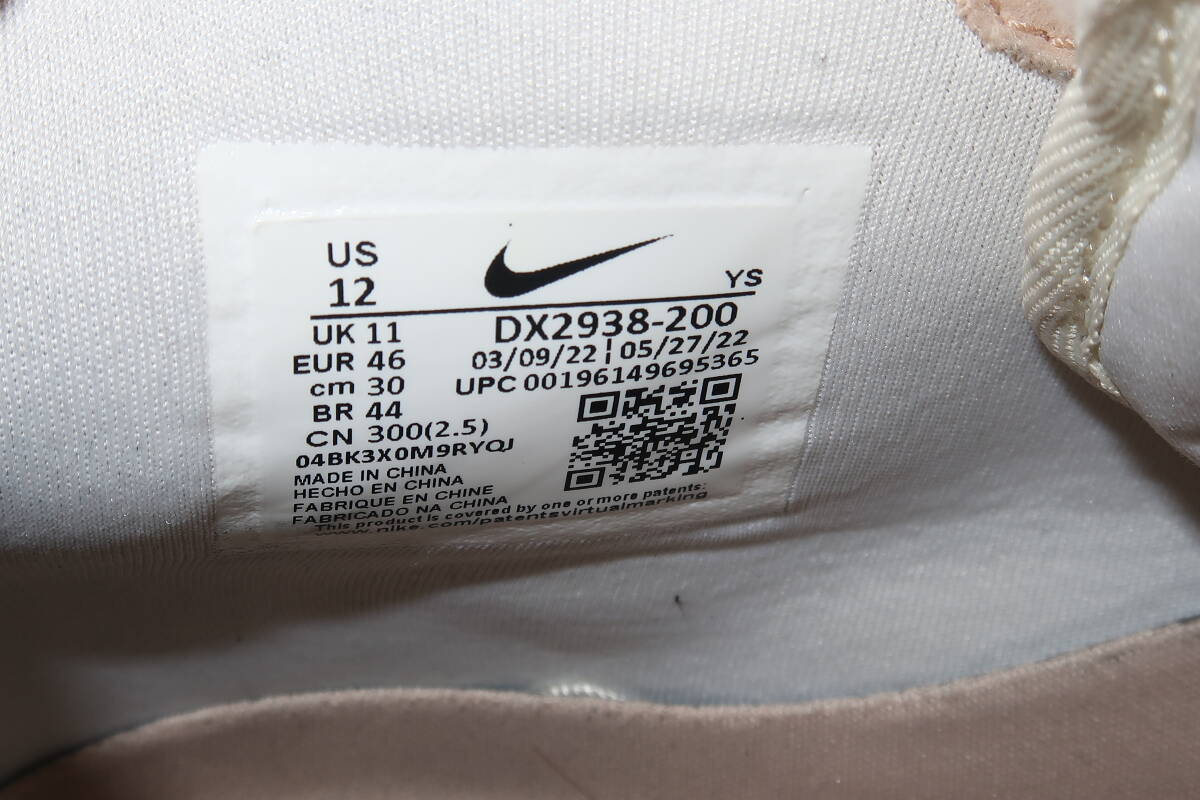 US
12
YS
UK 11
EUR 46
cm 30
BR 44
CN 300(2.5)
DX2938-200
03/09/22 | 05/27/22
UPC 00196149695365
04BK3X0M9RYQJ
MADE IN CHINA
HECHO EN CHINA
FABRIQUE EN CHINE
FABRICADO NA CHINA
This product is covered by one or more patents:
www.nike.com/patentsvirtualmarking